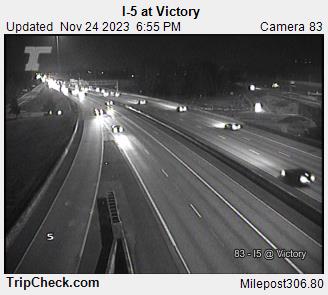 I-5 at Victory
Updated Nov 24 2023 6:55 PM Camera 83
T
S
83 - I5 @ Victory
TripCheck.com Milepost306.80